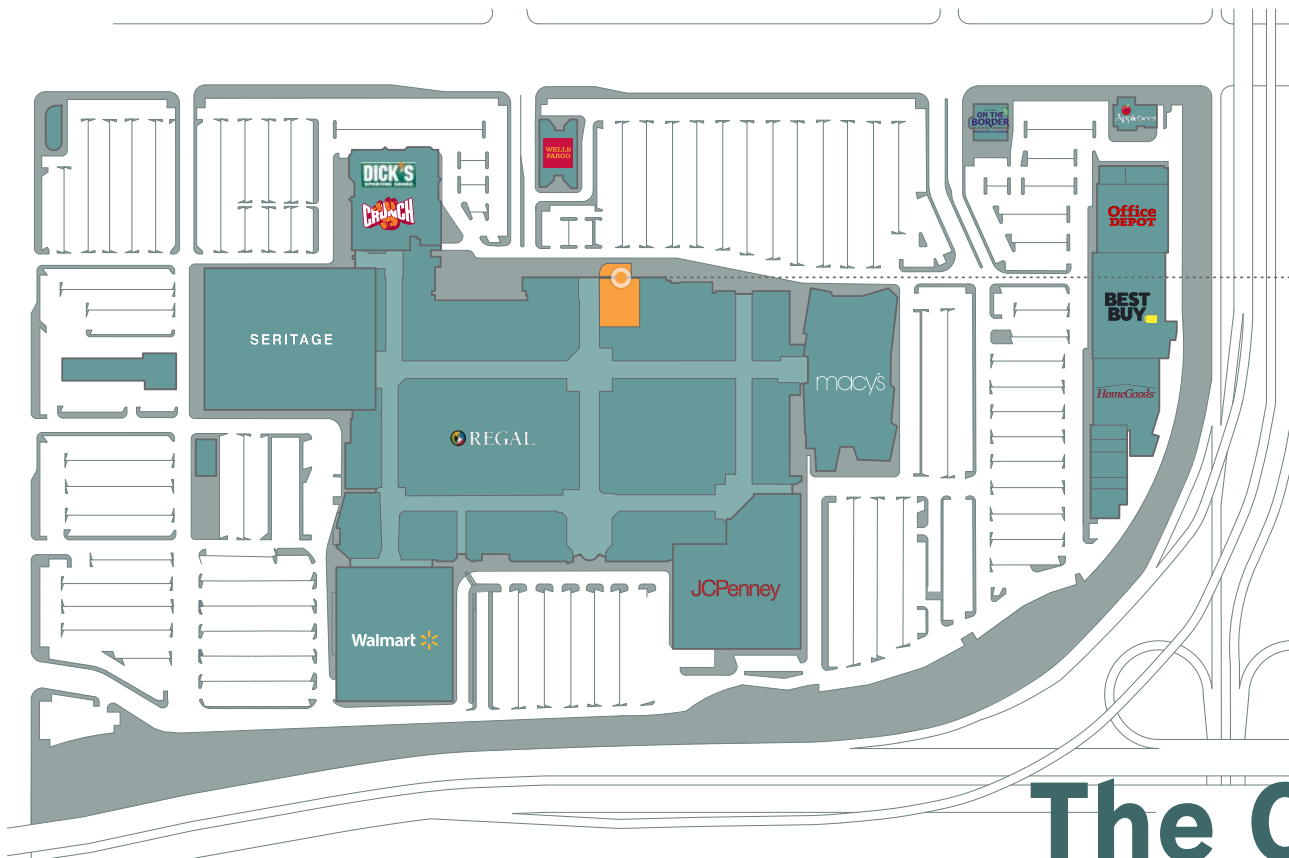 DICK'S
SPORTING GOODS
CRUNCH
WELLS
FARGO
ON THE
BORDER
Applebee's
Office
DEPOT
BEST
BUY
HomeGoods
SERITAGE
macy's
REGAL
JCPenney
Walmart
The C